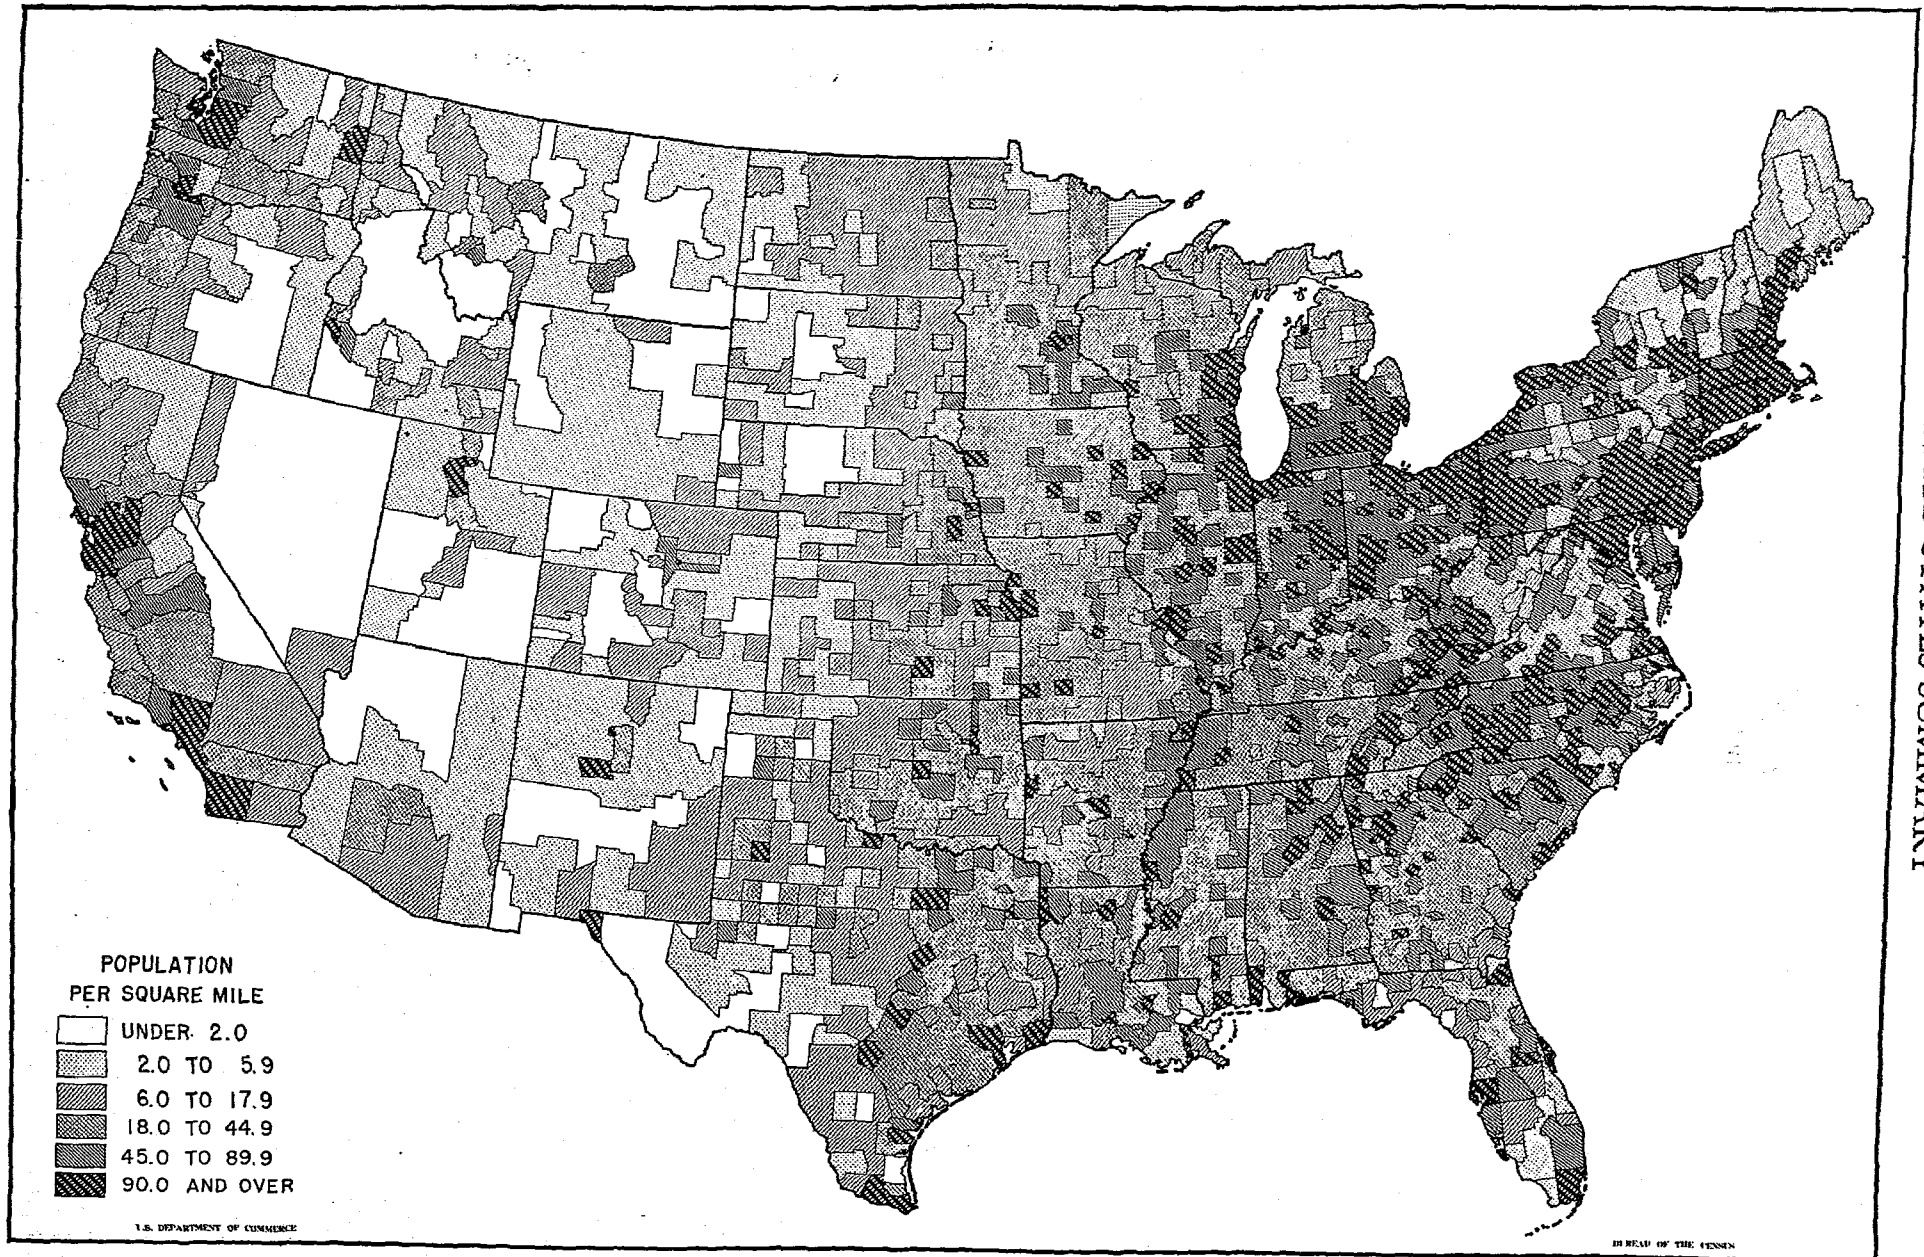 POPULATION
PER SQUARE MILE
UNDER 2.0
2.0 TO 5.9
6.0 TO 17.9
18.0 TO 44.9
45.0 TO 89.9
90.0 AND OVER
U.S. DEPARTMENT OF COMMERCE
BUREAU OF THE CENSUS